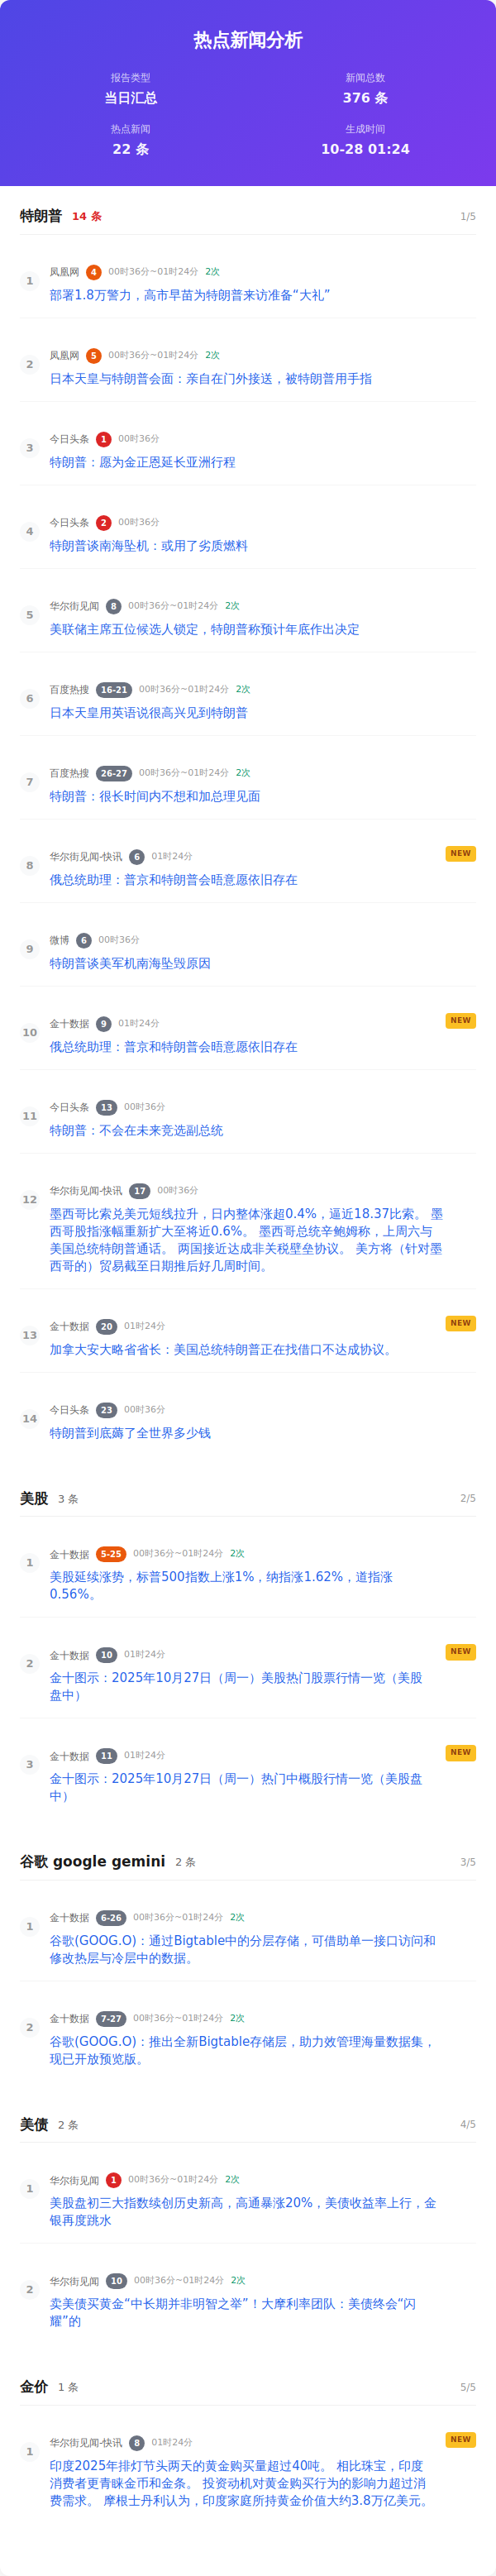 热点新闻分析
报告类型
新闻总数
当日汇总
376 条
热点新闻
生成时间
22 条
10-28 01:24
特朗普 14 条 1/5
1
凤凰网 4 00时36分~01时24分 2次
部署1.8万警力，高市早苗为特朗普来访准备“大礼”
2
凤凰网 5 00时36分~01时24分 2次
日本天皇与特朗普会面：亲自在门外接送，被特朗普用手指
3
今日头条 1 00时36分
特朗普：愿为金正恩延长亚洲行程
4
今日头条 2 00时36分
特朗普谈南海坠机：或用了劣质燃料
5
华尔街见闻 8 00时36分~01时24分 2次
美联储主席五位候选人锁定，特朗普称预计年底作出决定
6
百度热搜 16-21 00时36分~01时24分 2次
日本天皇用英语说很高兴见到特朗普
7
百度热搜 26-27 00时36分~01时24分 2次
特朗普：很长时间内不想和加总理见面
8
华尔街见闻-快讯 6 01时24分 NEW
俄总统助理：普京和特朗普会晤意愿依旧存在
9
微博 6 00时36分
特朗普谈美军机南海坠毁原因
10
金十数据 9 01时24分 NEW
俄总统助理：普京和特朗普会晤意愿依旧存在
11
今日头条 13 00时36分
特朗普：不会在未来竞选副总统
12
华尔街见闻-快讯 17 00时36分
墨西哥比索兑美元短线拉升，日内整体涨超0.4%，逼近18.37比索。 墨
西哥股指涨幅重新扩大至将近0.6%。 墨西哥总统辛鲍姆称，上周六与
美国总统特朗普通话。 两国接近达成非关税壁垒协议。 美方将（针对墨
西哥的）贸易截至日期推后好几周时间。
13
金十数据 20 01时24分 NEW
加拿大安大略省省长：美国总统特朗普正在找借口不达成协议。
14
今日头条 23 00时36分
特朗普到底薅了全世界多少钱
美股 3 条 2/5
1
金十数据 5-25 00时36分~01时24分 2次
美股延续涨势，标普500指数上涨1%，纳指涨1.62%，道指涨
0.56%。
2
金十数据 10 01时24分 NEW
金十图示：2025年10月27日（周一）美股热门股票行情一览（美股
盘中）
3
金十数据 11 01时24分 NEW
金十图示：2025年10月27日（周一）热门中概股行情一览（美股盘
中）
谷歌 google gemini 2 条 3/5
1
金十数据 6-26 00时36分~01时24分 2次
谷歌(GOOG.O)：通过Bigtable中的分层存储，可借助单一接口访问和
修改热层与冷层中的数据。
2
金十数据 7-27 00时36分~01时24分 2次
谷歌(GOOG.O)：推出全新Bigtable存储层，助力效管理海量数据集，
现已开放预览版。
美债 2 条 4/5
1
华尔街见闻 1 00时36分~01时24分 2次
美股盘初三大指数续创历史新高，高通暴涨20%，美债收益率上行，金
银再度跳水
2
华尔街见闻 10 00时36分~01时24分 2次
卖美债买黄金“中长期并非明智之举”！大摩利率团队：美债终会“闪
耀”的
金价 1 条 5/5
1
华尔街见闻-快讯 8 01时24分 NEW
印度2025年排灯节头两天的黄金购买量超过40吨。 相比珠宝，印度
消费者更青睐金币和金条。 投资动机对黄金购买行为的影响力超过消
费需求。 摩根士丹利认为，印度家庭所持黄金价值大约3.8万亿美元。